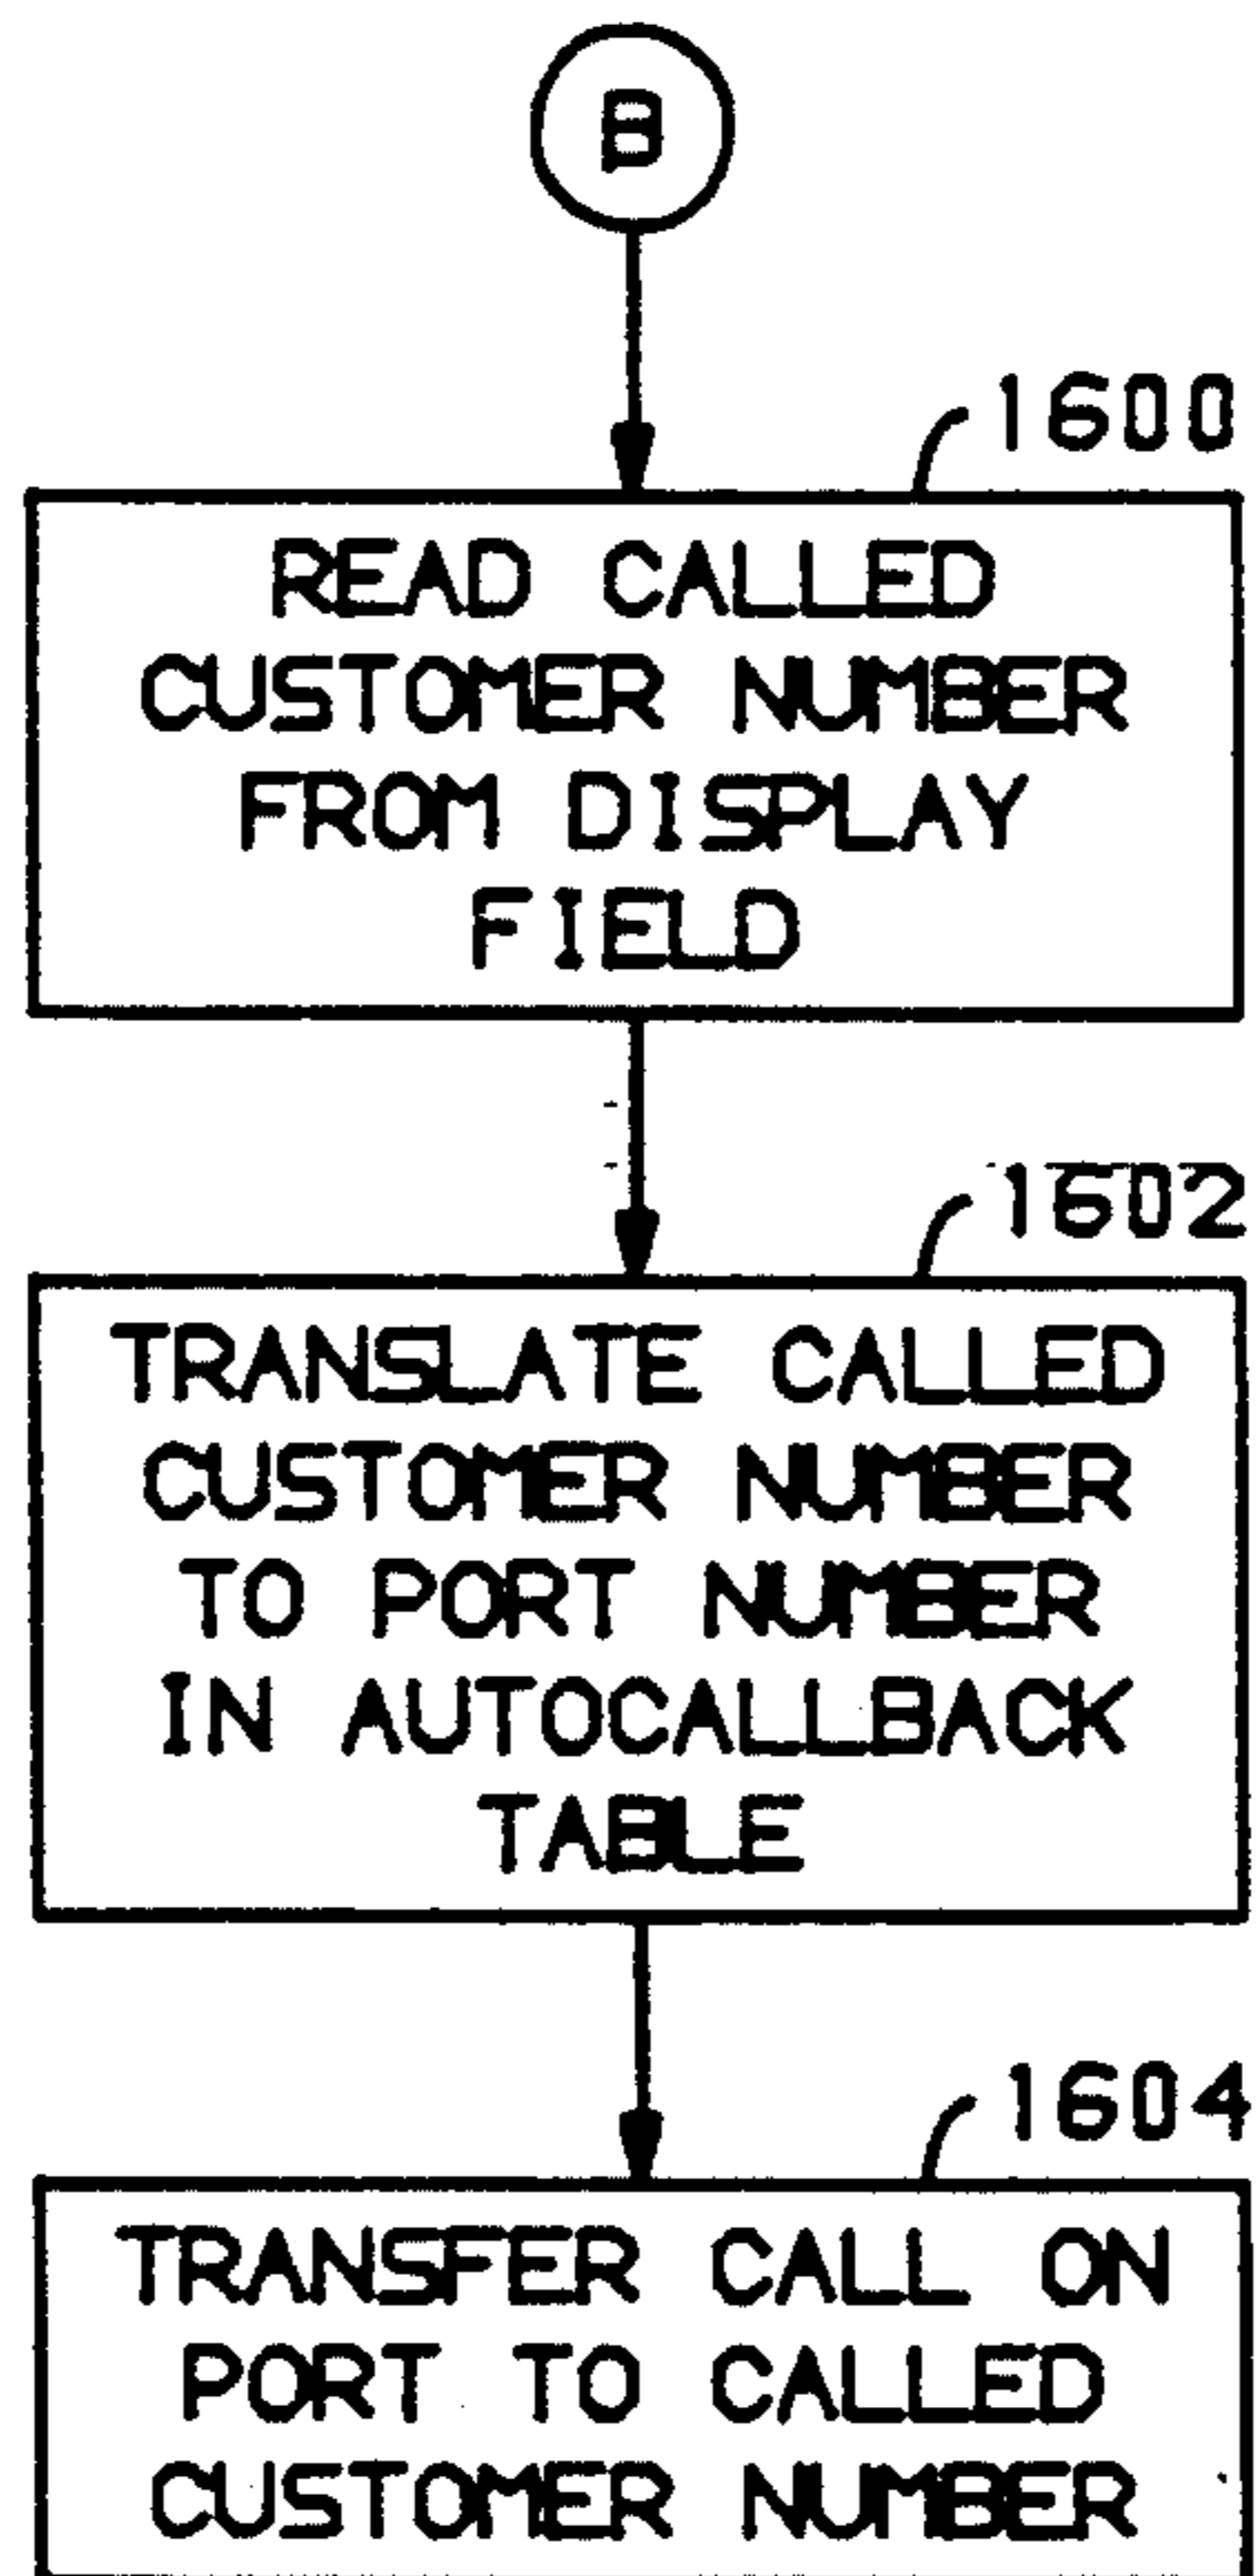 B
1600
READ CALLED
CUSTOMER NUMBER
FROM DISPLAY
FIELD
1602
TRANSLATE CALLED
CUSTOMER NUMBER
TO PORT NUMBER
IN AUTOCALLBACK
TABLE
1604
TRANSFER CALL ON
PORT TO CALLED
CUSTOMER NUMBER